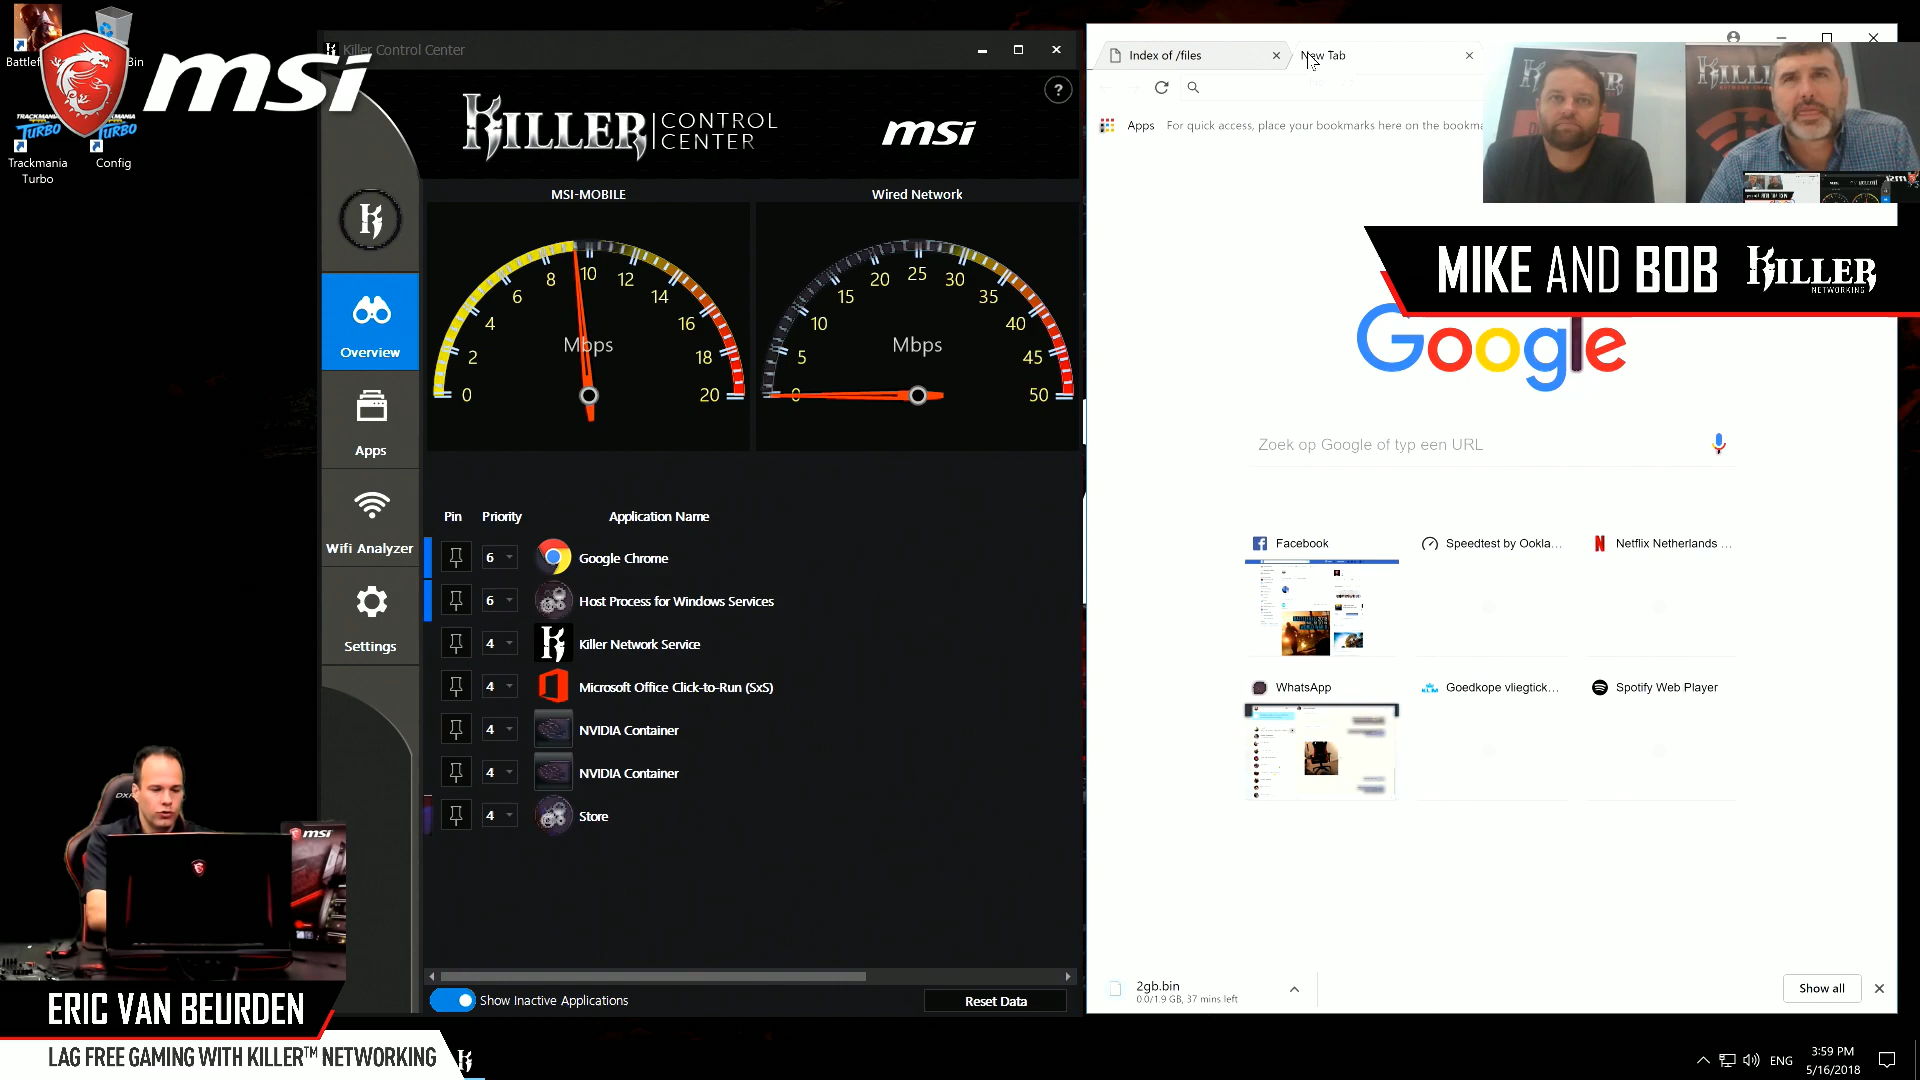 Battlef
Bin
msi
TRACKMANIA
TURBO
TRACKMANIA
TURBO
Trackmania
Turbo
Config
Killer Control Center
KILLER CONTROL
CENTER
msi
?
MSI-MOBILE
Wired Network
0
2
4
6
8
10
12
14
16
18
20
Mbps
0
5
10
15
20
25
30
35
40
45
50
Mbps
Overview
Apps
Wifi Analyzer
Settings
Pin
Priority
Application Name
6
Google Chrome
6
Host Process for Windows Services
4
Killer Network Service
4
Microsoft Office Click-to-Run (SxS)
4
NVIDIA Container
4
NVIDIA Container
4
Store
Show Inactive Applications
Reset Data
Index of /files
New Tab
Apps
For quick access, place your bookmarks here on the bookma
MIKE AND BOB
KILLER
NETWORKING
Google
Zoek op Google of typ een URL
Facebook
Speedtest by Ookla...
Netflix Netherlands ...
WhatsApp
KLM
Goedkope vliegtick...
Spotify Web Player
2gb.bin
0.0/1.9 GB, 37 mins left
Show all
msi
ERIC VAN BEURDEN
LAG FREE GAMING WITH KILLER™ NETWORKING
ENG
3:59 PM
5/16/2018